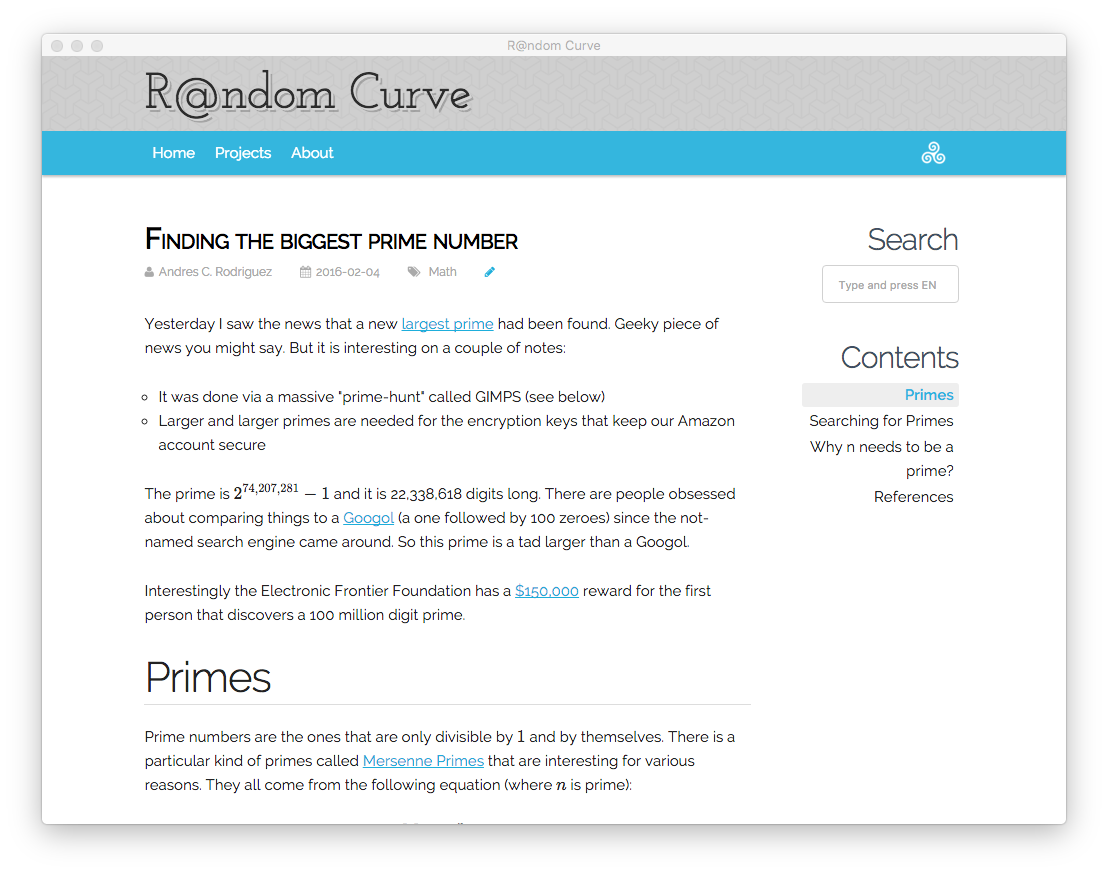 R@ndom Curve
R@ndom Curve
Home Projects About
Finding the biggest prime number
Andres C. Rodriguez 2016-02-04 Math
Yesterday I saw the news that a new largest prime had been found. Geeky piece of
news you might say. But it is interesting on a couple of notes:
It was done via a massive "prime-hunt" called GIMPS (see below)
Larger and larger primes are needed for the encryption keys that keep our Amazon
account secure
The prime is 2^74,207,281 − 1 and it is 22,338,618 digits long. There are people obsessed
about comparing things to a Googol (a one followed by 100 zeroes) since the not-
named search engine came around. So this prime is a tad larger than a Googol.
Interestingly the Electronic Frontier Foundation has a $150,000 reward for the first
person that discovers a 100 million digit prime.
Primes
Prime numbers are the ones that are only divisible by 1 and by themselves. There is a
particular kind of primes called Mersenne Primes that are interesting for various
reasons. They all come from the following equation (where n is prime):
Search
Type and press EN
Contents
Primes
Searching for Primes
Why n needs to be a
prime?
References